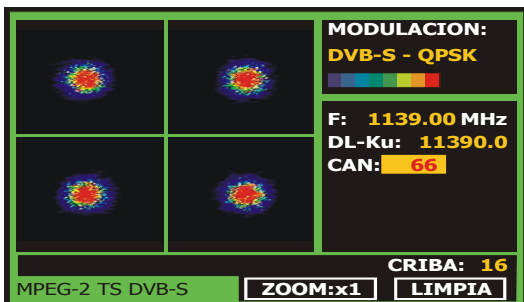 MODULACION:
DVB-S - QPSK
F: 1139.00 MHz
DL-Ku: 11390.0
CAN: 66
CRIBA: 16
MPEG-2 TS DVB-S
ZOOM:x1
LIMPIA